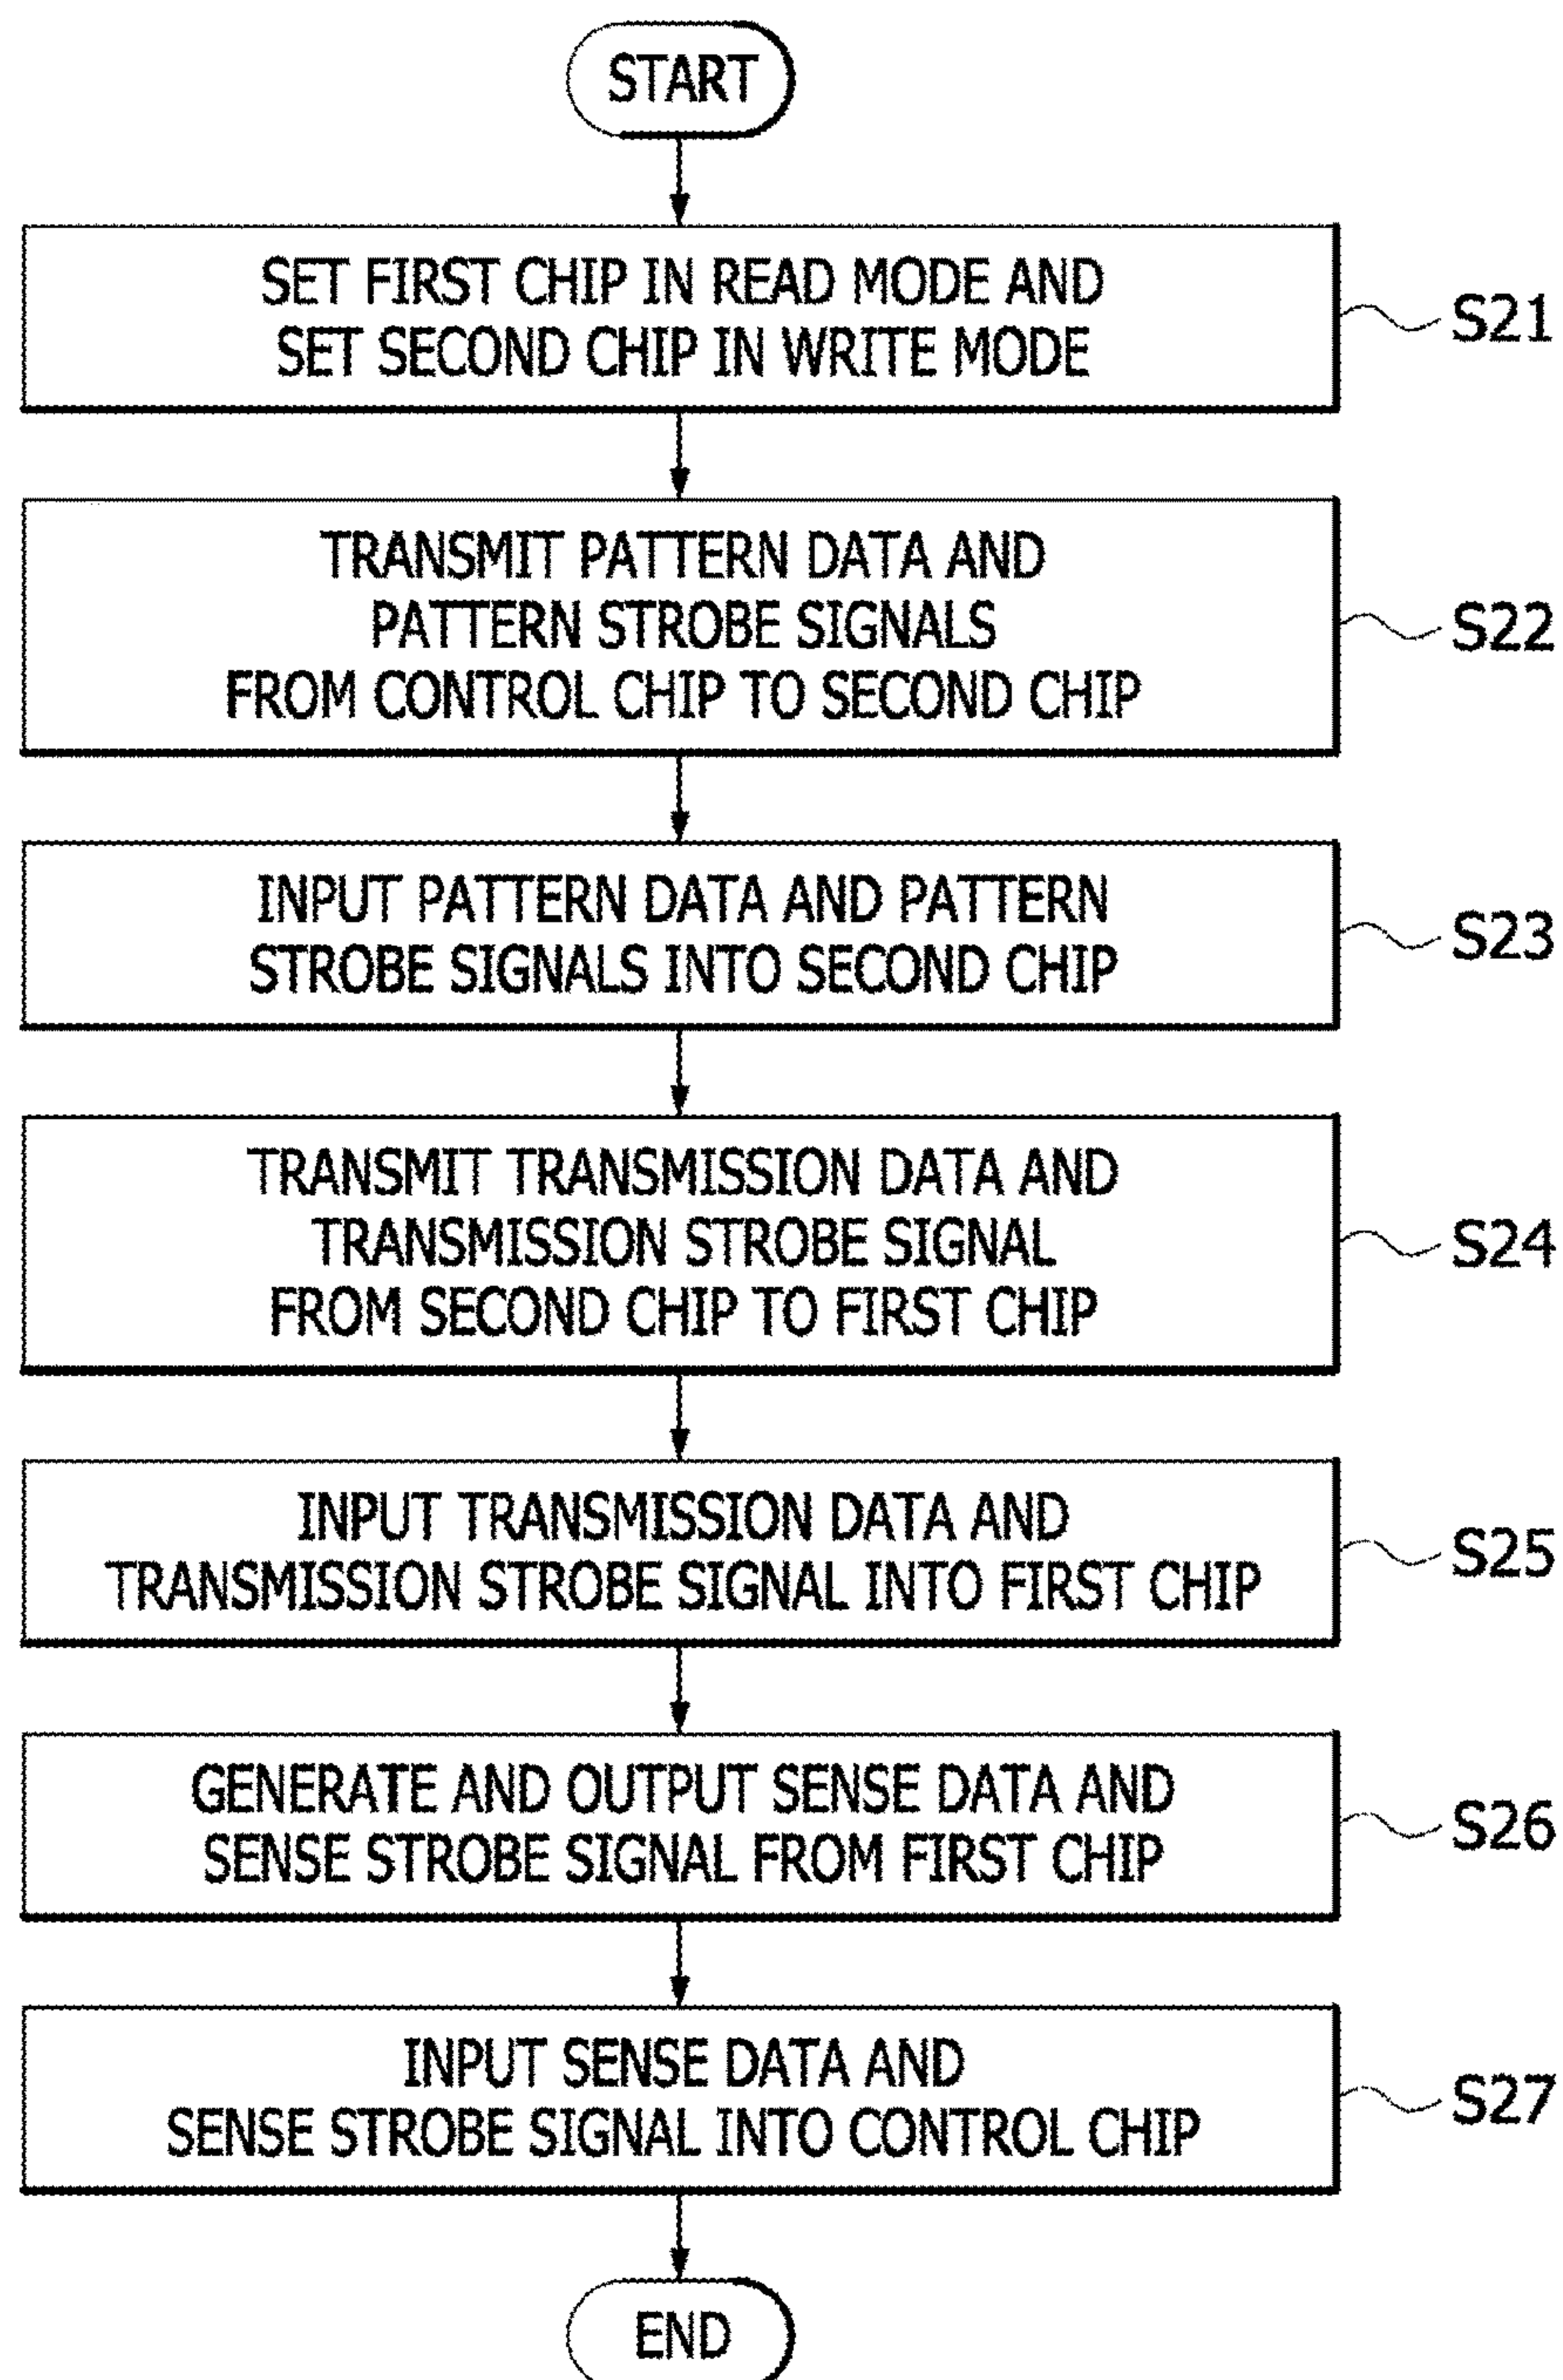 START
SET FIRST CHIP IN READ MODE AND
SET SECOND CHIP IN WRITE MODE
S21
TRANSMIT PATTERN DATA AND
PATTERN STROBE SIGNALS
FROM CONTROL CHIP TO SECOND CHIP
S22
INPUT PATTERN DATA AND PATTERN
STROBE SIGNALS INTO SECOND CHIP
S23
TRANSMIT TRANSMISSION DATA AND
TRANSMISSION STROBE SIGNAL
FROM SECOND CHIP TO FIRST CHIP
S24
INPUT TRANSMISSION DATA AND
TRANSMISSION STROBE SIGNAL INTO FIRST CHIP
S25
GENERATE AND OUTPUT SENSE DATA AND
SENSE STROBE SIGNAL FROM FIRST CHIP
S26
INPUT SENSE DATA AND
SENSE STROBE SIGNAL INTO CONTROL CHIP
S27
END